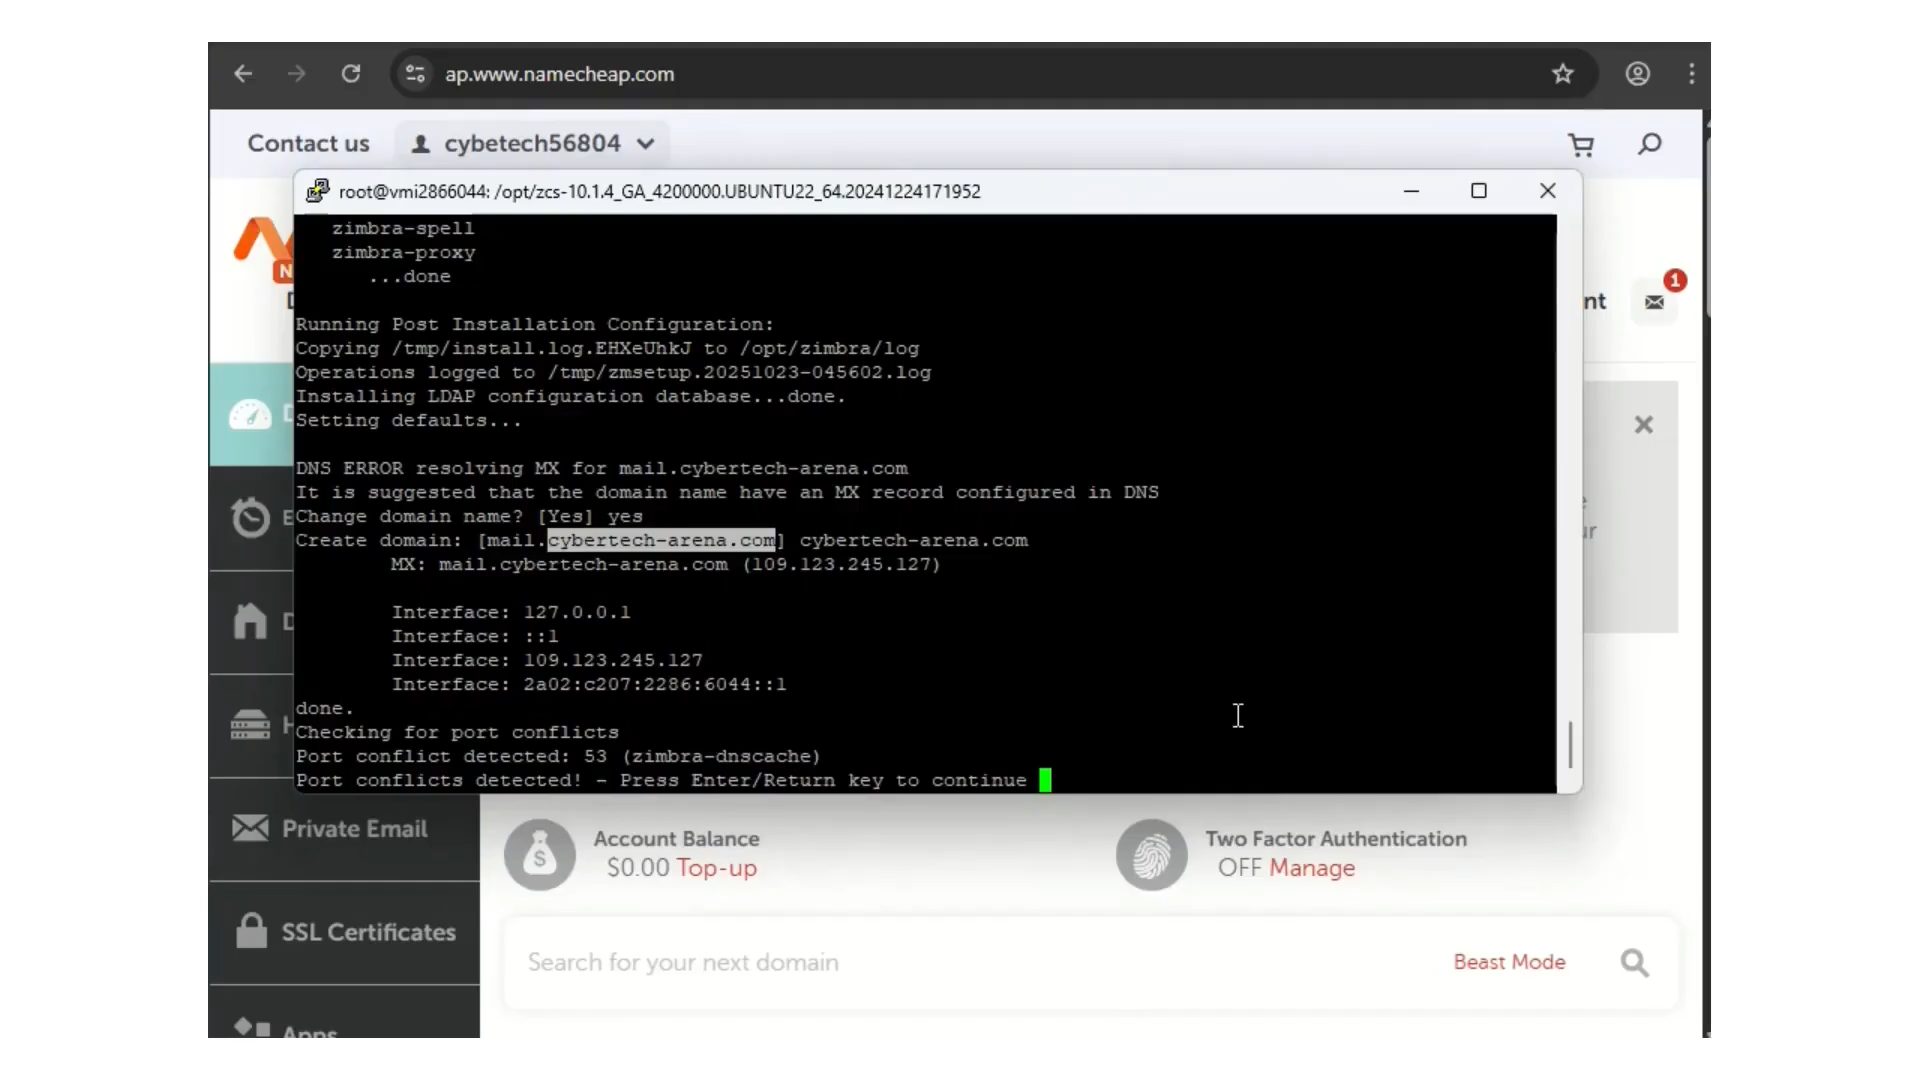 ap.www.namecheap.com
Contact us
cybetech56804
root@vmi2866044: /opt/zcs-10.1.4_GA_4200000.UBUNTU22_64.20241224171952
zimbra-spell
zimbra-proxy
...done
Running Post Installation Configuration:
Copying /tmp/install.log.EHXeUhkJ to /opt/zimbra/log
Operations logged to /tmp/zmsetup.20251023-045602.log
Installing LDAP configuration database...done.
Setting defaults...
DNS ERROR resolving MX for mail.cybertech-arena.com
It is suggested that the domain name have an MX record configured in DNS
Change domain name? [Yes] yes
Create domain: [mail.cybertech-arena.com] cybertech-arena.com
MX: mail.cybertech-arena.com (109.123.245.127)
Interface: 127.0.0.1
Interface: ::1
Interface: 109.123.245.127
Interface: 2a02:c207:2286:6044::1
done.
Checking for port conflicts
Port conflict detected: 53 (zimbra-dnscache)
Port conflicts detected! - Press Enter/Return key to continue
nt
1
Private Email
SSL Certificates
Apps
Account Balance
$0.00 Top-up
Two Factor Authentication
OFF Manage
Search for your next domain
Beast Mode